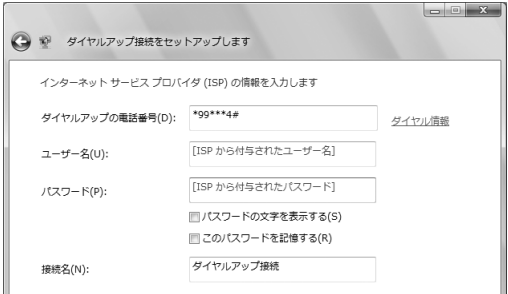 ダイヤルアップ接続をセットアップします
インターネット サービス プロバイダ (ISP) の情報を入力します
ダイヤルアップの電話番号(D): *99***4# ダイヤル情報
ユーザー名(U): [ISP から付与されたユーザー名]
パスワード(P): [ISP から付与されたパスワード]
パスワードの文字を表示する(S)
このパスワードを記憶する(R)
接続名(N): ダイヤルアップ接続